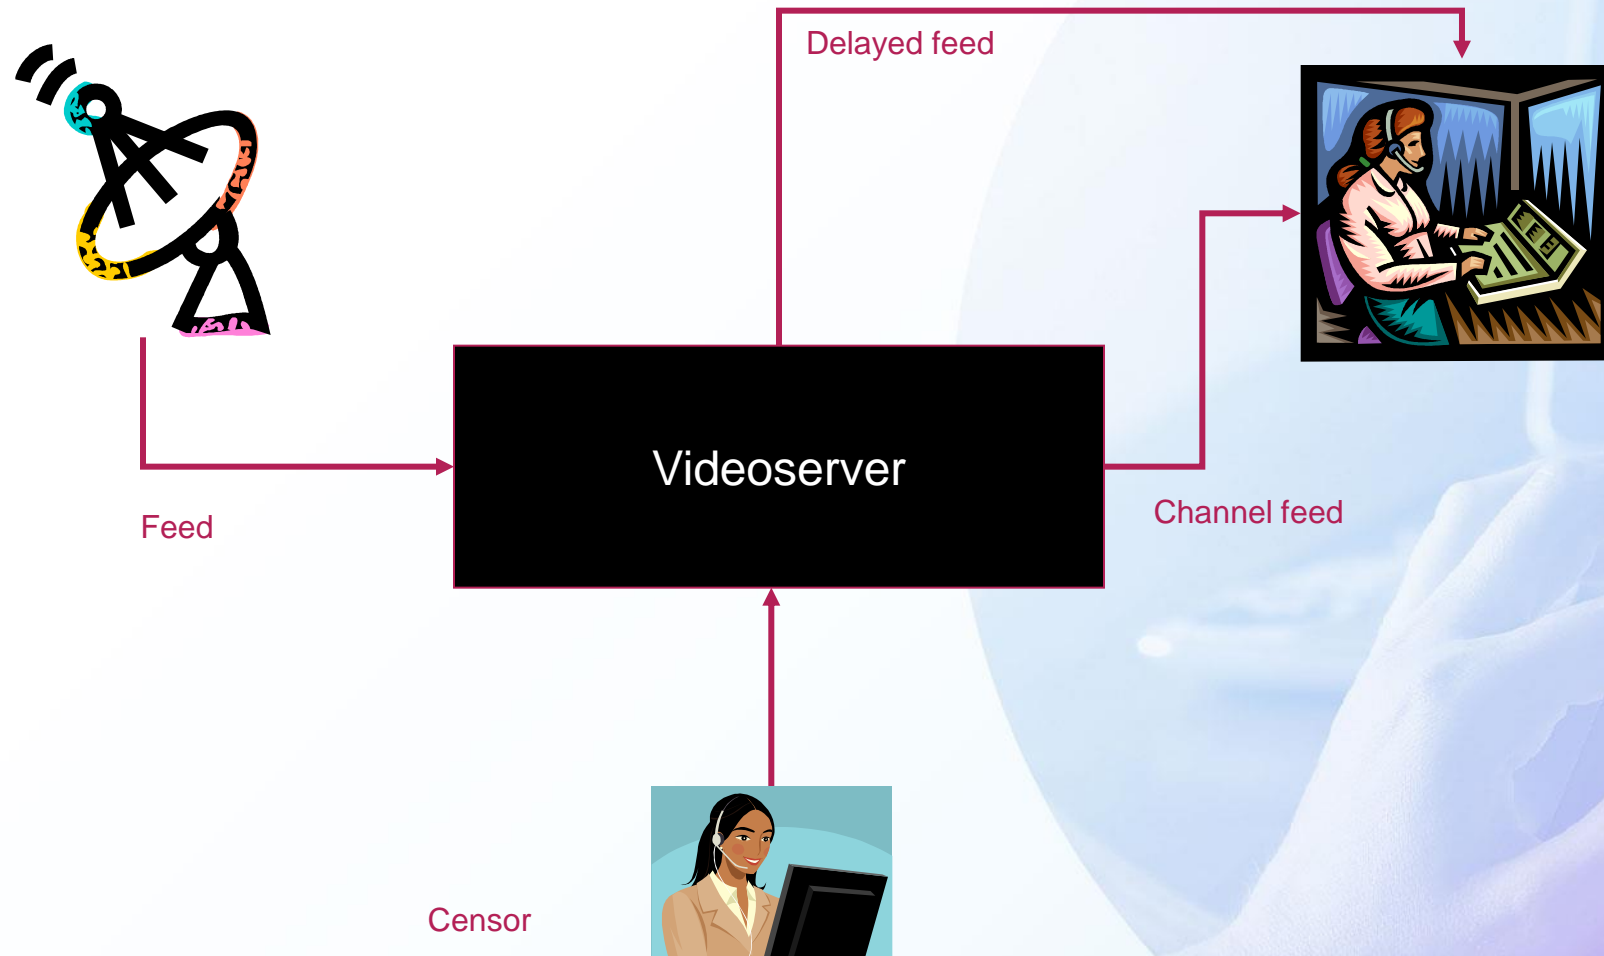 Delayed feed
Videoserver
Feed
Channel feed
Censor